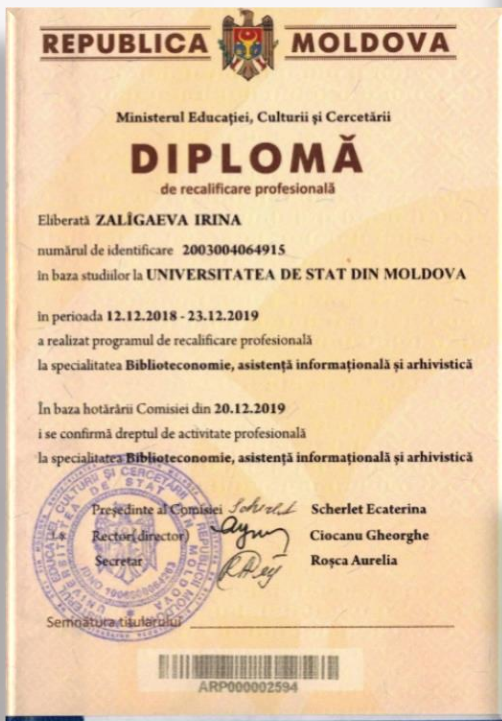 REPUBLICA MOLDOVA
Ministerul Educației, Culturii și Cercetării
DIPLOMĂ
de recalificare profesională
Eliberată ZALÎGAEVA IRINA
numărul de identificare 2003004064915
în baza studiilor la UNIVERSITATEA DE STAT DIN MOLDOVA
în perioada 12.12.2018 - 23.12.2019
a realizat programul de recalificare profesională
la specialitatea Biblioteconomie, asistență informațională și arhivistică
În baza hotărârii Comisiei din 20.12.2019
i se confirmă dreptul de activitate profesională
la specialitatea Biblioteconomie, asistență informațională și arhivistică
Președinte al Comisiei Scherlet Scherlet Ecaterina
Rector(director) Ciocanu Gheorghe
Secretar Roșca Aurelia
Semnătura titularului
ARP000002594